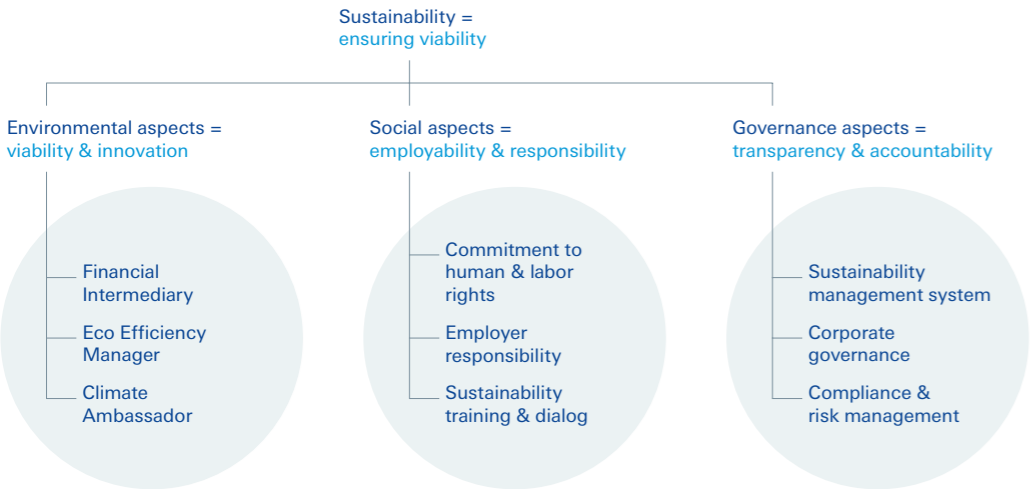 Sustainability =
ensuring viability
Environmental aspects =
viability & innovation
Financial
Intermediary
Eco Efficiency
Manager
Climate
Ambassador
Social aspects =
employability & responsibility
Commitment to
human & labor
rights
Employer
responsibility
Sustainability
training & dialog
Governance aspects =
transparency & accountability
Sustainability
management system
Corporate
governance
Compliance &
risk management